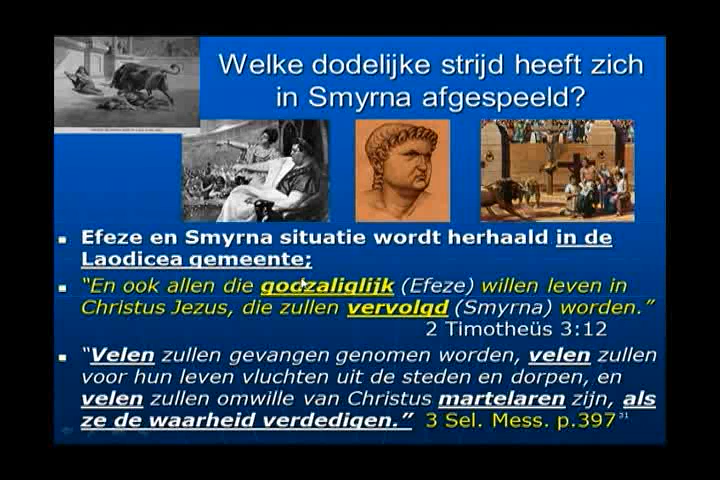 Welke dodelijke strijd heeft zich
in Smyrna afgespeeld?
Efeze en Smyrna situatie wordt herhaald in de
Laodicea gemeente;
“En ook allen die godzaliglijk (Efeze) willen leven in
Christus Jezus, die zullen vervolgd (Smyrna) worden.”
2 Timotheüs 3:12
“Velen zullen gevangen genomen worden, velen zullen
voor hun leven vluchten uit de steden en dorpen, en
velen zullen omwille van Christus martelaren zijn, als
ze de waarheid verdedigen.” 3 Sel. Mess. p.397
31